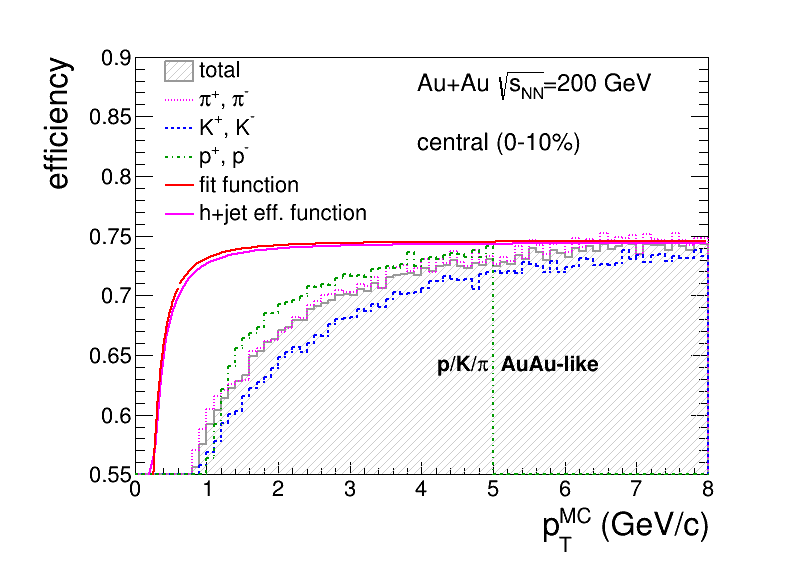 0.9
0.85
0.8
0.75
0.7
0.65
0.6
0.55
efficiency
total
π⁺, π⁻
K⁺, K⁻
p⁺, p⁻
fit function
h+jet eff. function
Au+Au √sNN=200 GeV
central (0-10%)
p/K/π AuAu-like
0 1 2 3 4 5 6 7 8
p_T^MC (GeV/c)